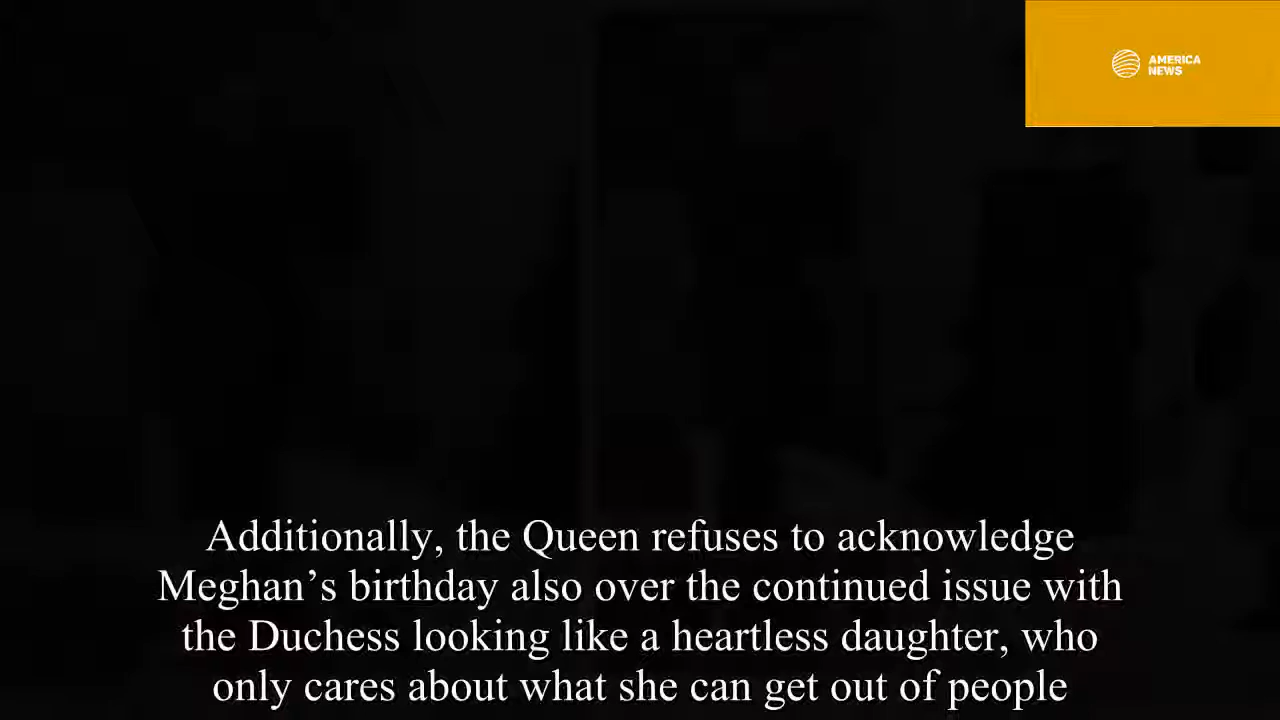 AMERICA
NEWS
Additionally, the Queen refuses to acknowledge
Meghan’s birthday also over the continued issue with
the Duchess looking like a heartless daughter, who
only cares about what she can get out of people